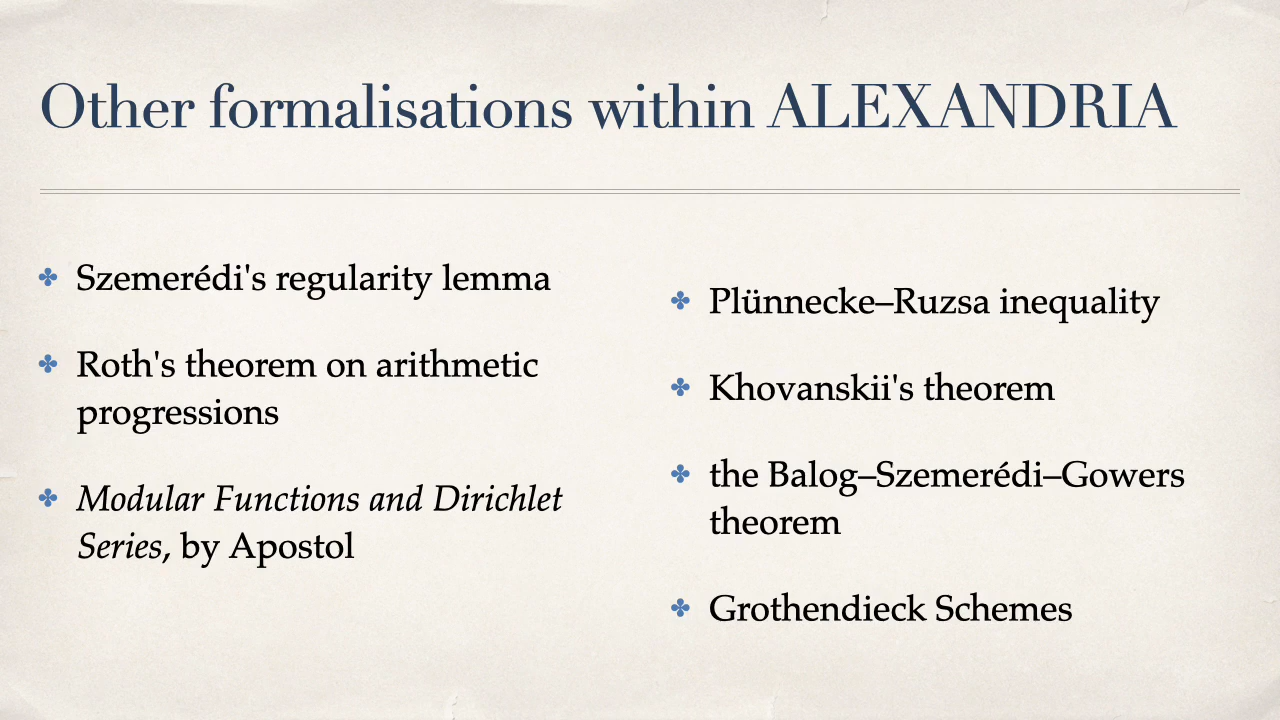 Other formalisations within ALEXANDRIA
Szemerédi's regularity lemma
Roth's theorem on arithmetic
progressions
Modular Functions and Dirichlet
Series, by Apostol
Plünnecke–Ruzsa inequality
Khovanskii's theorem
the Balog–Szemerédi–Gowers
theorem
Grothendieck Schemes